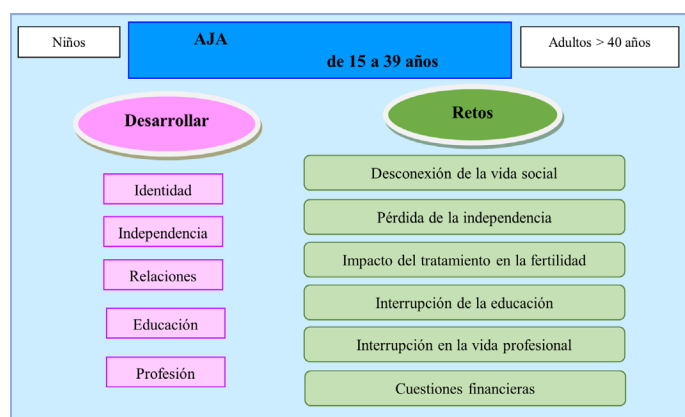 Niños
AJA
de 15 a 39 años
Adultos > 40 años
Desarrollar
Identidad
Independencia
Relaciones
Educación
Profesión
Retos
Desconexión de la vida social
Pérdida de la independencia
Impacto del tratamiento en la fertilidad
Interrupción de la educación
Interrupción en la vida profesional
Cuestiones financieras